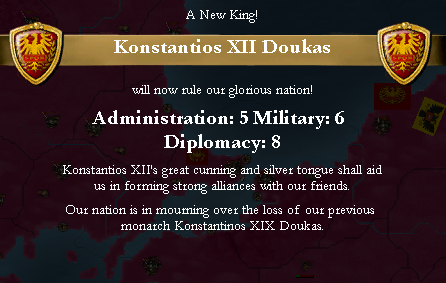 A New King!
Konstantios XII Doukas
will now rule our glorious nation!
Administration: 5 Military: 6
Diplomacy: 8
Konstantios XII's great cunning and silver tongue shall aid
us in forming strong alliances with our friends.
Our nation is in mourning over the loss of our previous
monarch Konstantinos XIX Doukas.